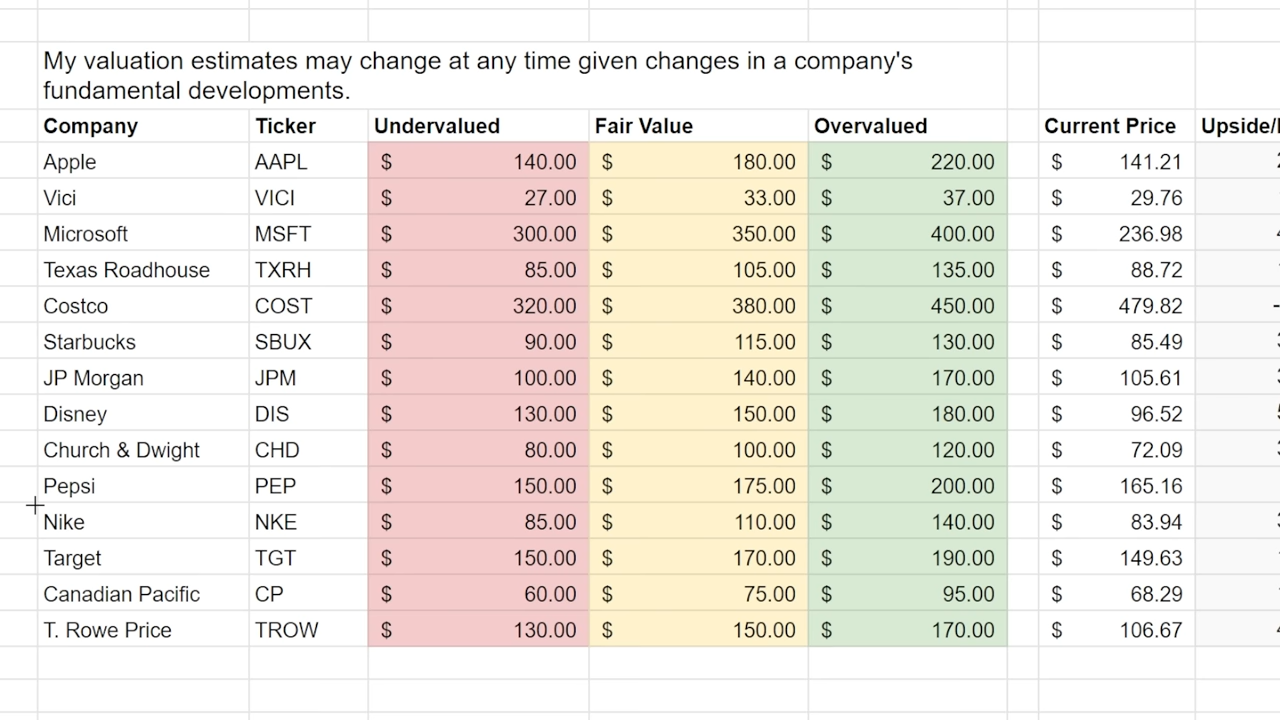 My valuation estimates may change at any time given changes in a company's
fundamental developments.
Company Ticker Undervalued Fair Value Overvalued Current Price
Apple AAPL $ 140.00 $ 180.00 $ 220.00 $ 141.21
Vici VICI $ 27.00 $ 33.00 $ 37.00 $ 29.76
Microsoft MSFT $ 300.00 $ 350.00 $ 400.00 $ 236.98
Texas Roadhouse TXRH $ 85.00 $ 105.00 $ 135.00 $ 88.72
Costco COST $ 320.00 $ 380.00 $ 450.00 $ 479.82
Starbucks SBUX $ 90.00 $ 115.00 $ 130.00 $ 85.49
JP Morgan JPM $ 100.00 $ 140.00 $ 170.00 $ 105.61
Disney DIS $ 130.00 $ 150.00 $ 180.00 $ 96.52
Church & Dwight CHD $ 80.00 $ 100.00 $ 120.00 $ 72.09
Pepsi PEP $ 150.00 $ 175.00 $ 200.00 $ 165.16
Nike NKE $ 85.00 $ 110.00 $ 140.00 $ 83.94
Target TGT $ 150.00 $ 170.00 $ 190.00 $ 149.63
Canadian Pacific CP $ 60.00 $ 75.00 $ 95.00 $ 68.29
T. Rowe Price TROW $ 130.00 $ 150.00 $ 170.00 $ 106.67